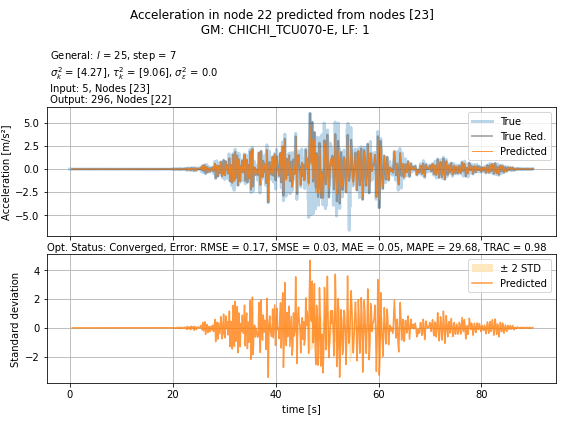 Acceleration in node 22 predicted from nodes [23]
GM: CHICHI_TCU070-E, LF: 1
General: l = 25, step = 7
σ²ₖ = [4.27], τ²ₖ = [9.06], σ²ε = 0.0
Input: 5, Nodes [23]
Output: 296, Nodes [22]
Acceleration [m/s²]
5.0
2.5
0.0
−2.5
−5.0
True
True Red.
Predicted
Opt. Status: Converged, Error: RMSE = 0.17, SMSE = 0.03, MAE = 0.05, MAPE = 29.68, TRAC = 0.98
Standard deviation
4
2
0
−2
± 2 STD
Predicted
0 20 40 60 80
time [s]